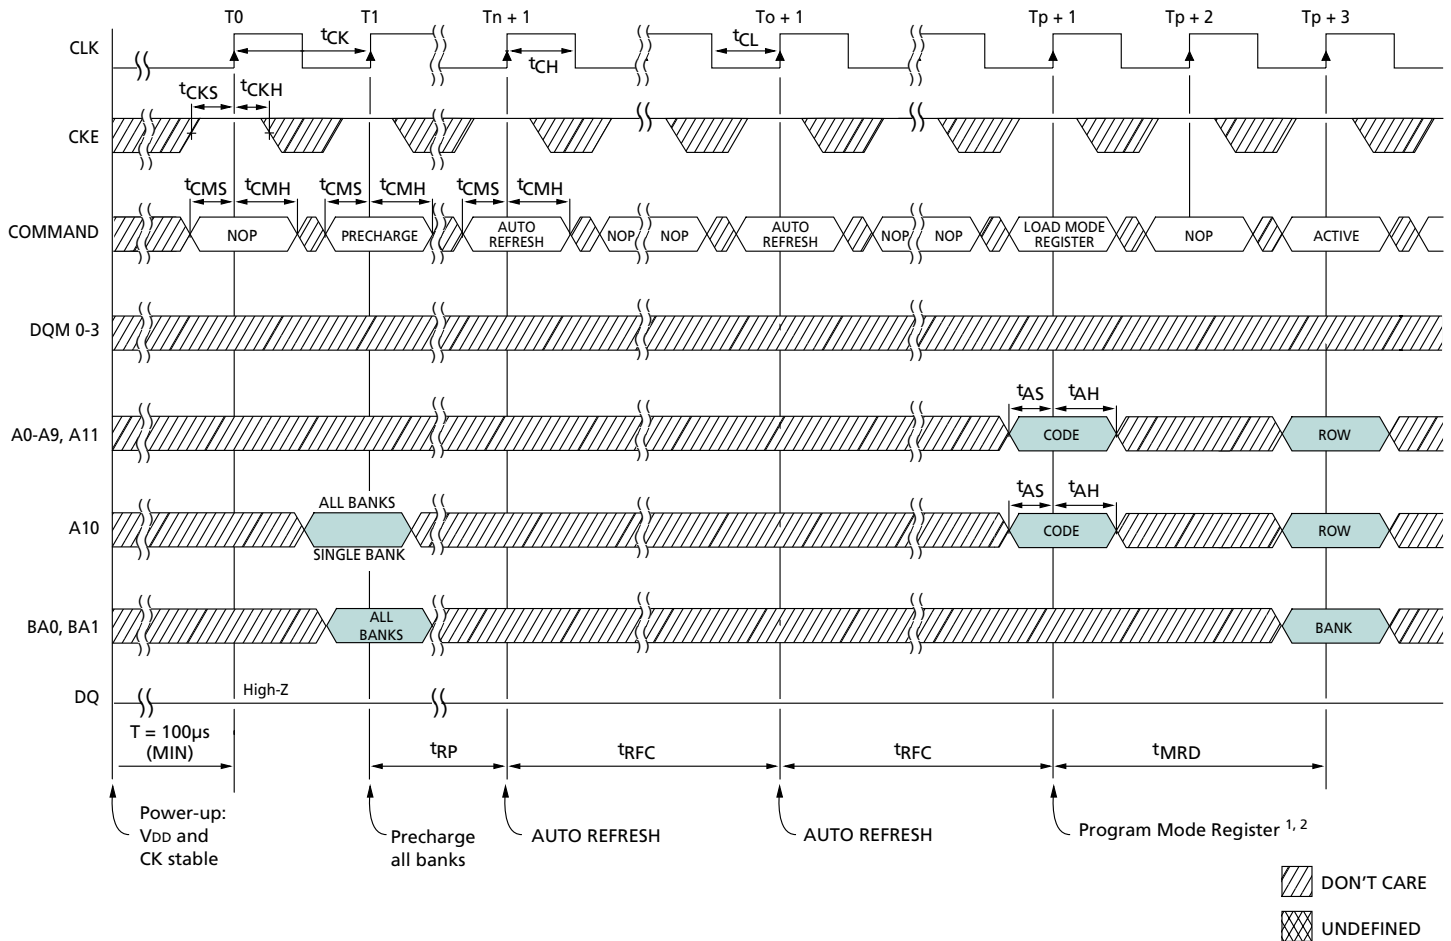 T0 T1 Tn + 1 To + 1 Tp + 1 Tp + 2 Tp + 3
CLK
tCK
tCH
tCL
tCKS tCKH
CKE
tCMS tCMH tCMS tCMH tCMS tCMH
COMMAND
NOP
PRECHARGE
AUTO
REFRESH
NOP
NOP
AUTO
REFRESH
NOP
NOP
LOAD MODE
REGISTER
NOP
ACTIVE
DQM 0-3
tAS tAH
A0-A9, A11
CODE
ROW
ALL BANKS
tAS tAH
A10
CODE
ROW
SINGLE BANK
BA0, BA1
ALL
BANKS
BANK
DQ
High-Z
T = 100µs
(MIN)
tRP
tRFC
tRFC
tMRD
Power-up:
VDD and
CK stable
Precharge
all banks
AUTO REFRESH
AUTO REFRESH
Program Mode Register 1, 2
DON'T CARE
UNDEFINED